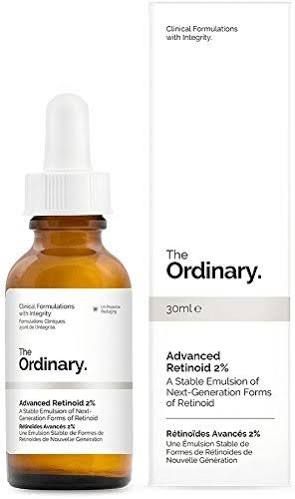 Clinical Formulations
with Integrity.
The
Ordinary.
30ml e
Advanced
Retinoid 2%
A Stable Emulsion of
Next-Generation Forms
of Retinoid
Rétinoïdes Avancés 2%
Une Émulsion Stable de
Formes de Rétinoïdes
de Nouvelle Génération
Clinical Formulations
with Integrity
Formulations Cliniques
UV-Protective
Packaging
The
Ordinary.
Advanced Retinoid 2%
A Stable Emulsion of Next-
Generation Forms of Retinoid
Rétinoïdes Avancés 2%
Une Émulsion Stable de Formes de
Rétinoïdes de Nouvelle Génération